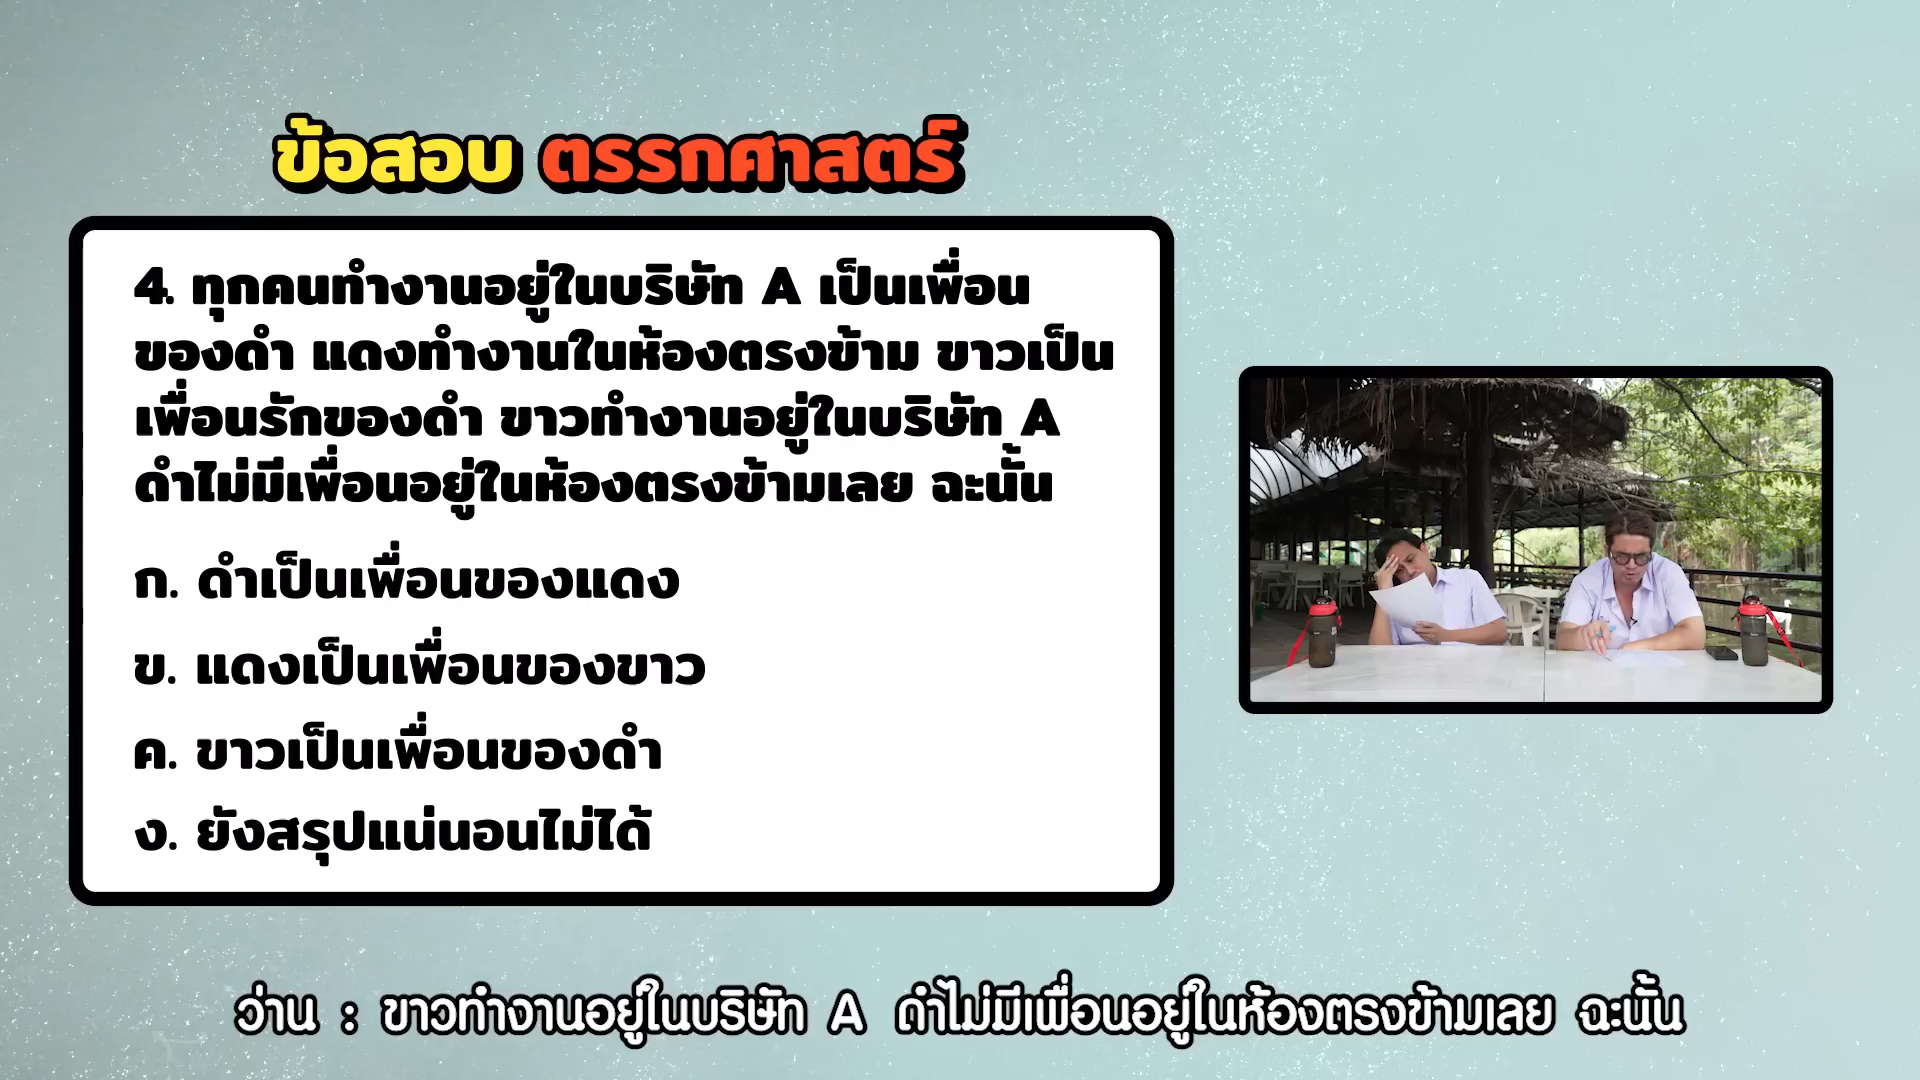 ข้อสอบ ตรรกศาสตร์
4. ทุกคนทำงานอยู่ในบริษัท A เป็นเพื่อน
ของดำ แดงทำงานในห้องตรงข้าม ขาวเป็น
เพื่อนรักของดำ ขาวทำงานอยู่ในบริษัท A
ดำไม่มีเพื่อนอยู่ในห้องตรงข้ามเลย ฉะนั้น
ก. ดำเป็นเพื่อนของแดง
ข. แดงเป็นเพื่อนของขาว
ค. ขาวเป็นเพื่อนของดำ
ง. ยังสรุปแน่นอนไม่ได้
ว่าน : ขาวทำงานอยู่ในบริษัท A ดำไม่มีเพื่อนอยู่ในห้องตรงข้ามเลย ฉะนั้น